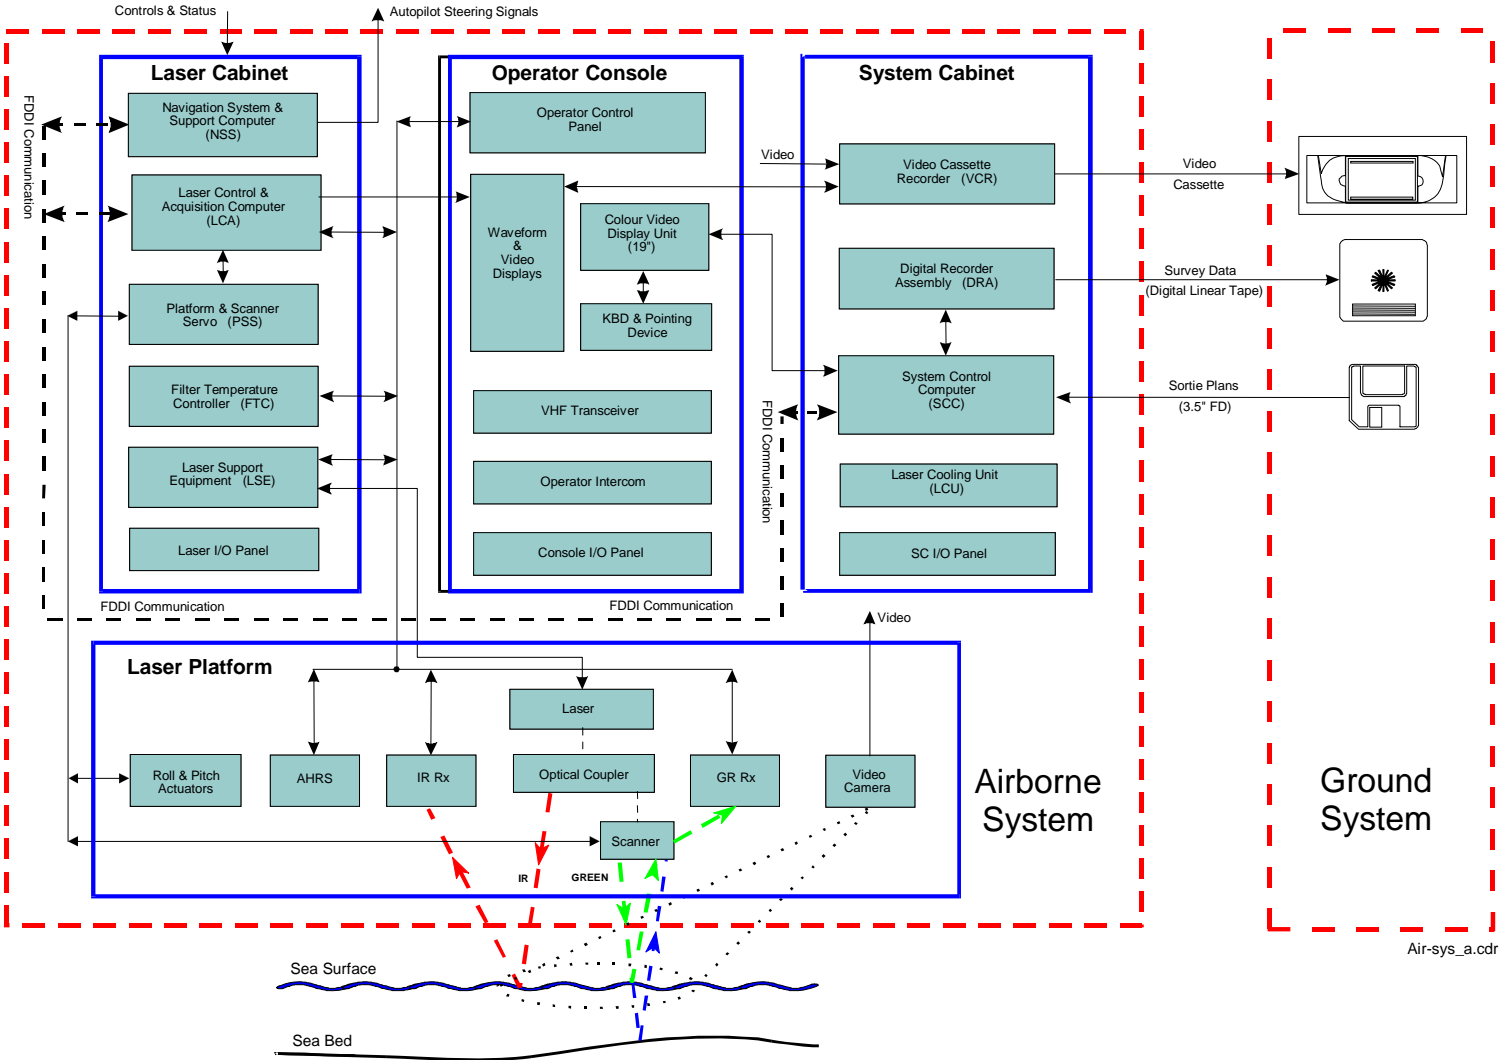 Controls & Status
Autopilot Steering Signals
Laser Cabinet
Navigation System &
Support Computer
(NSS)
Laser Control &
Acquisition Computer
(LCA)
Platform & Scanner
Servo (PSS)
Filter Temperature
Controller (FTC)
Laser Support
Equipment (LSE)
Laser I/O Panel
FDDI Communication
FDDI Communication
Operator Console
Operator Control
Panel
Waveform
&
Video
Displays
Colour Video
Display Unit
(19")
KBD & Pointing
Device
VHF Transceiver
Operator Intercom
Console I/O Panel
FDDI Communication
FDDI Communication
System Cabinet
Video
Video Cassette
Recorder (VCR)
Digital Recorder
Assembly (DRA)
System Control
Computer
(SCC)
Laser Cooling Unit
(LCU)
SC I/O Panel
Video
Cassette
Survey Data
(Digital Linear Tape)
Sortie Plans
(3.5" FD)
Video
Laser Platform
Laser
Roll & Pitch
Actuators
AHRS
IR Rx
Optical Coupler
GR Rx
Video
Camera
Scanner
IR
GREEN
Airborne
System
Ground
System
Air-sys_a.cdr
Sea Surface
Sea Bed